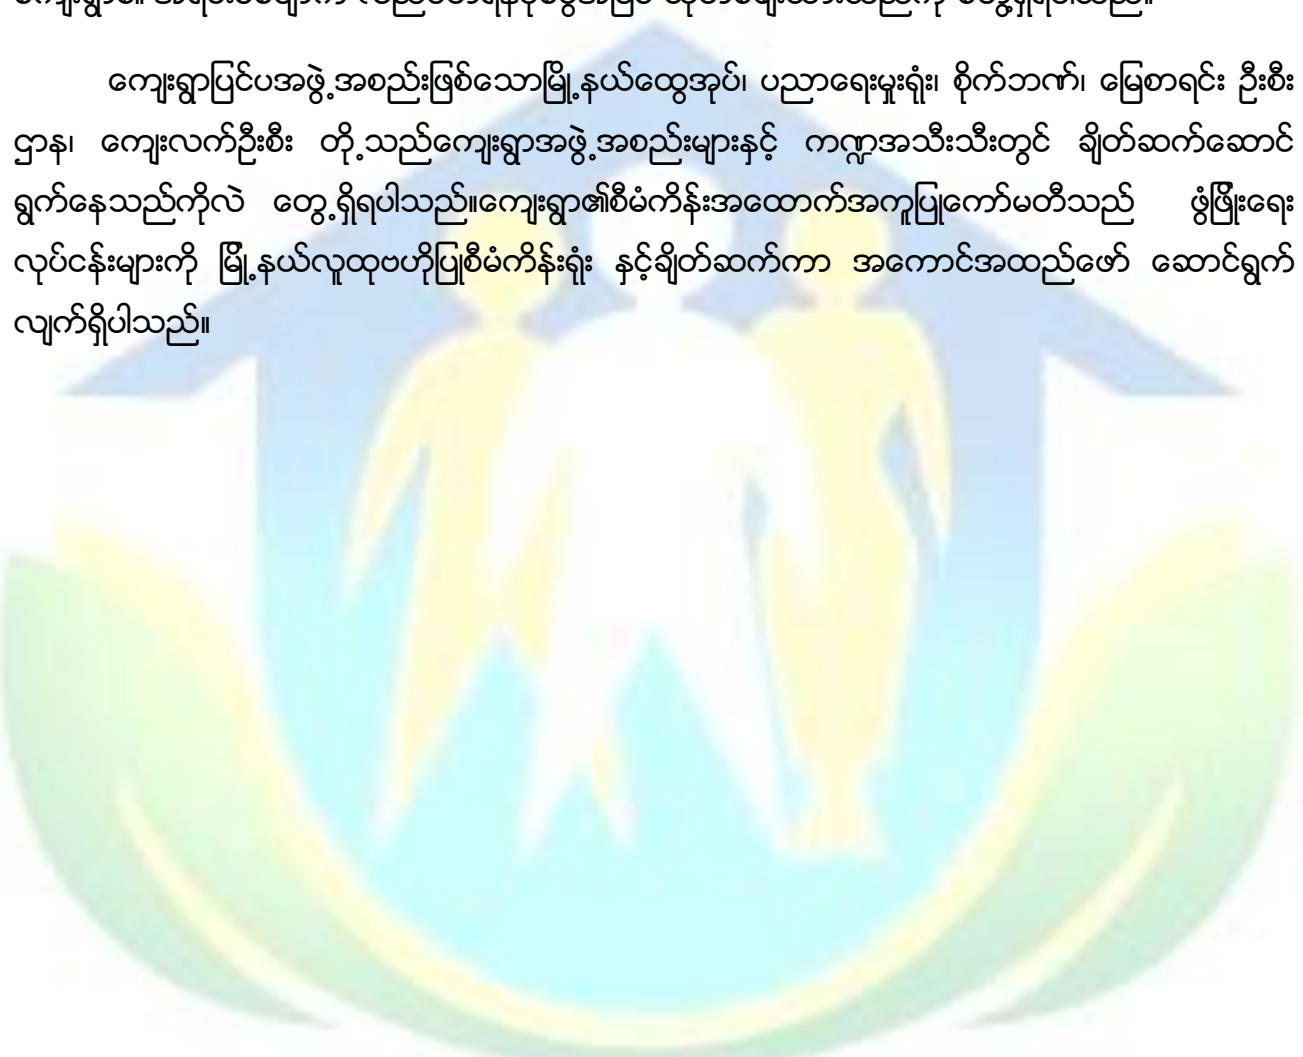 ကျေးရွာပြင်ပအဖွဲ့အစည်းဖြစ်သောမြို့နယ်ထွေအုပ်၊ ပညာရေးမှုးရုံး၊ စိုက်ဘဏ်၊ မြေစာရင်း ဦးစီး
ဌာန၊ ကျေးလက်ဦးစီး တို့သည်ကျေးရွာအဖွဲ့အစည်းများနှင့် ကဏ္ဍအသီးသီးတွင် ချိတ်ဆက်ဆောင်
ရွက်နေသည်ကိုလဲ တွေ့ရှိရပါသည်။ကျေးရွာ၏စီမံကိန်းအထောက်အကူပြုကော်မတီသည် ဖွံဖြိုးရေး
လုပ်ငန်းများကို မြို့နယ်လူထုဗဟိုပြုစီမံကိန်းရုံး နှင့်ချိတ်ဆက်ကာ အကောင်အထည်ဖော် ဆောင်ရွက်
လျက်ရှိပါသည်။